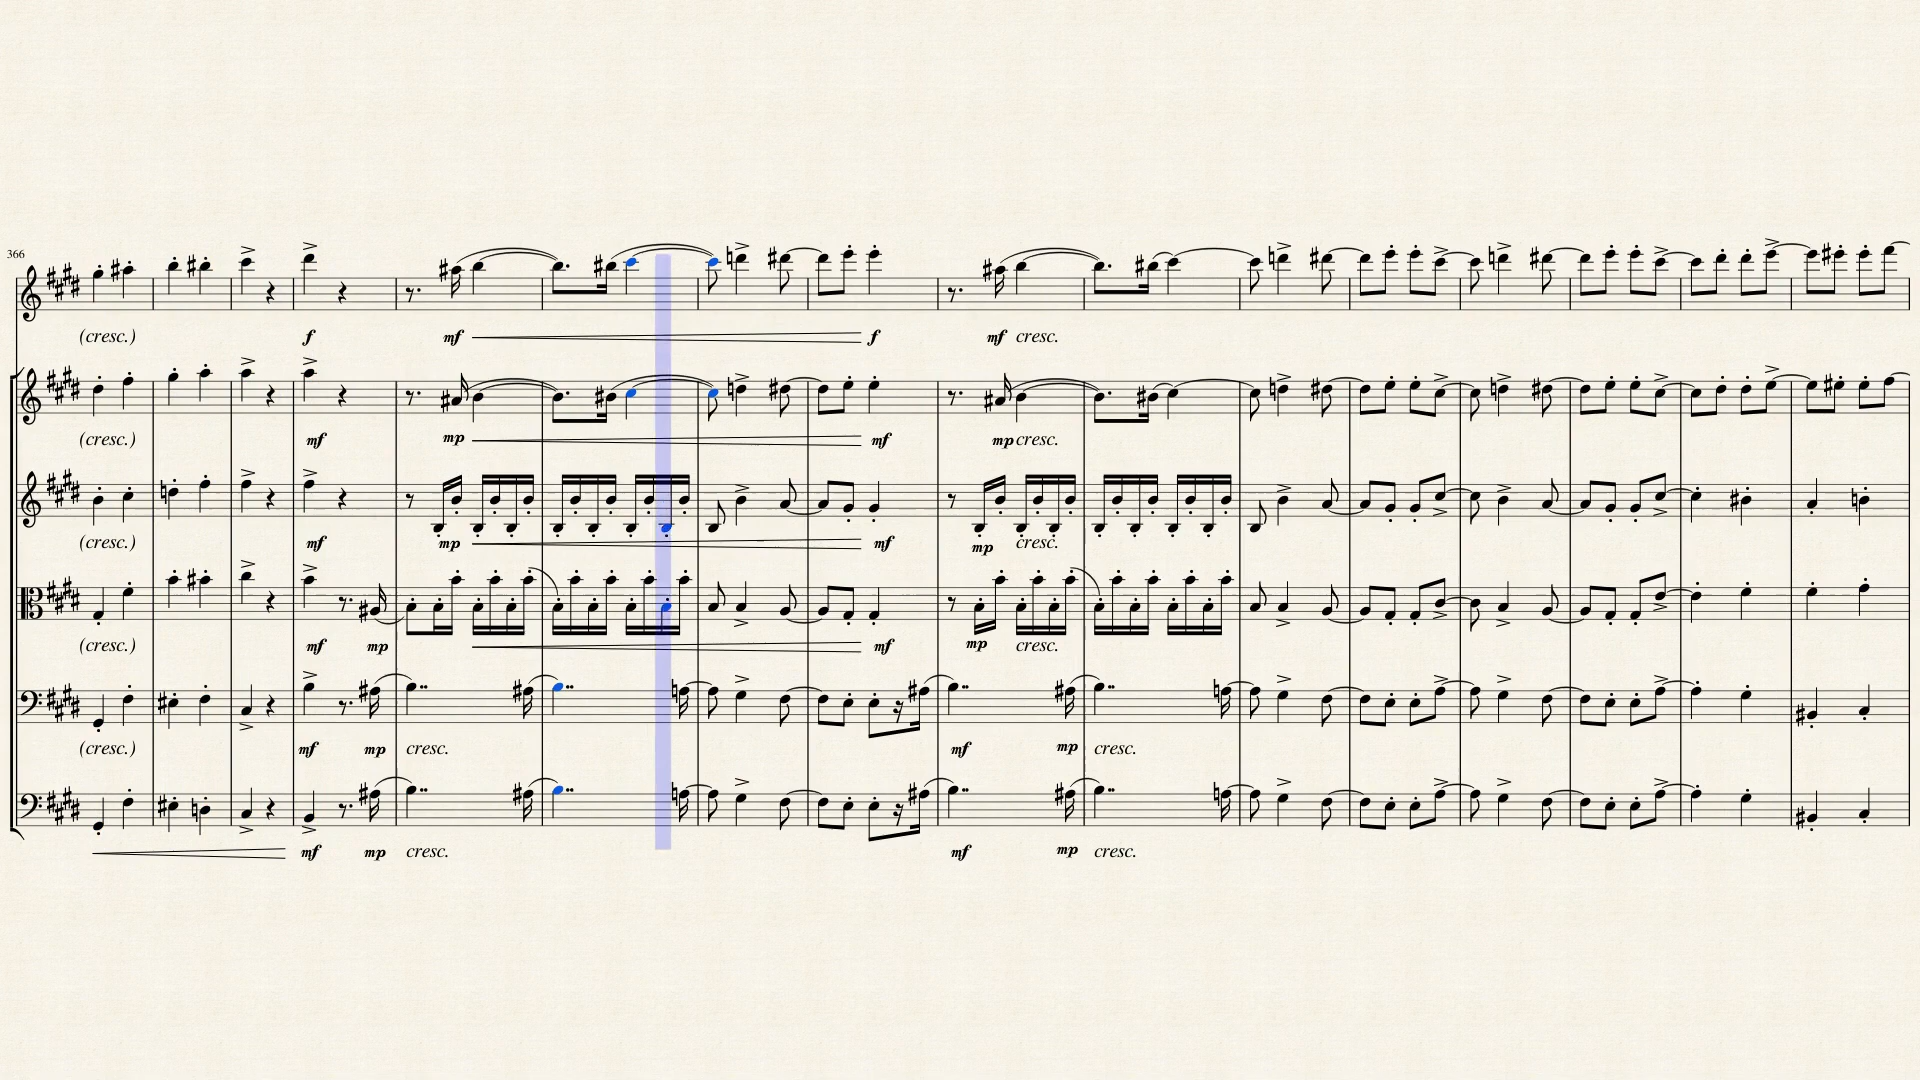 366
(cresc.) f mf f mf cresc.
(cresc.) mf mp mf mp cresc.
(cresc.) mf mp mf mp cresc.
(cresc.) mf mp mf mp cresc.
(cresc.) mf mp cresc. mf mp cresc.
mf mp cresc. mf mp cresc.